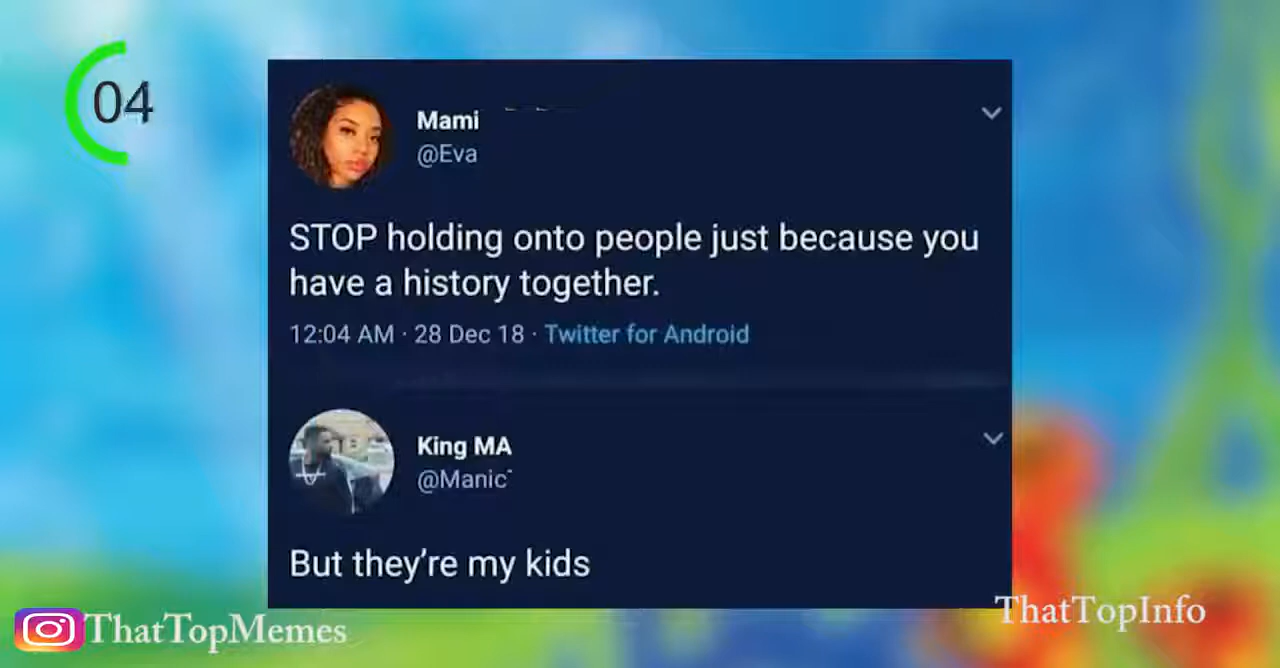 04
Mami
@Eva
STOP holding onto people just because you
have a history together.
12:04 AM · 28 Dec 18 · Twitter for Android
King MA
@Manic
But they're my kids
ThatTopInfo
ThatTopMemes